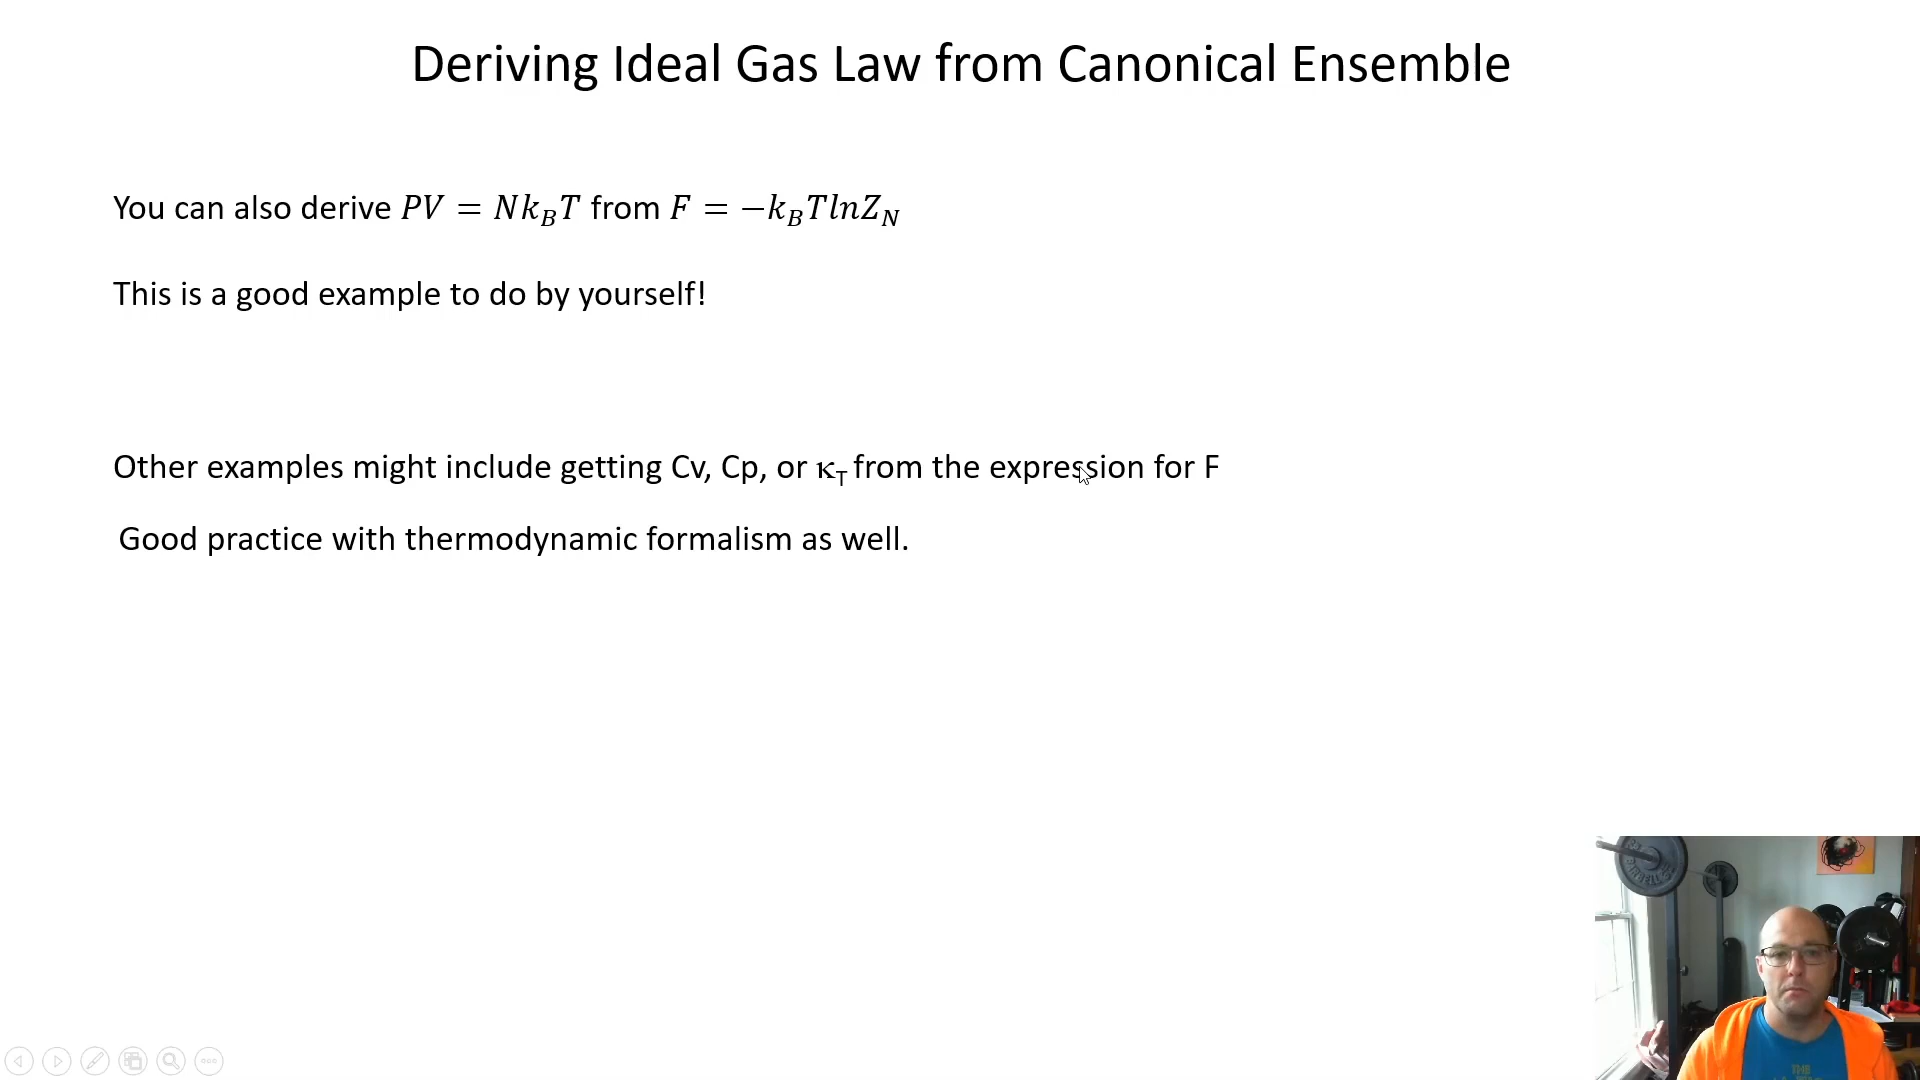 Deriving Ideal Gas Law from Canonical Ensemble
You can also derive PV = Nk_BT from F = −k_BTlnZ_N
This is a good example to do by yourself!
Other examples might include getting Cv, Cp, or κ_T from the expression for F
Good practice with thermodynamic formalism as well.
THE